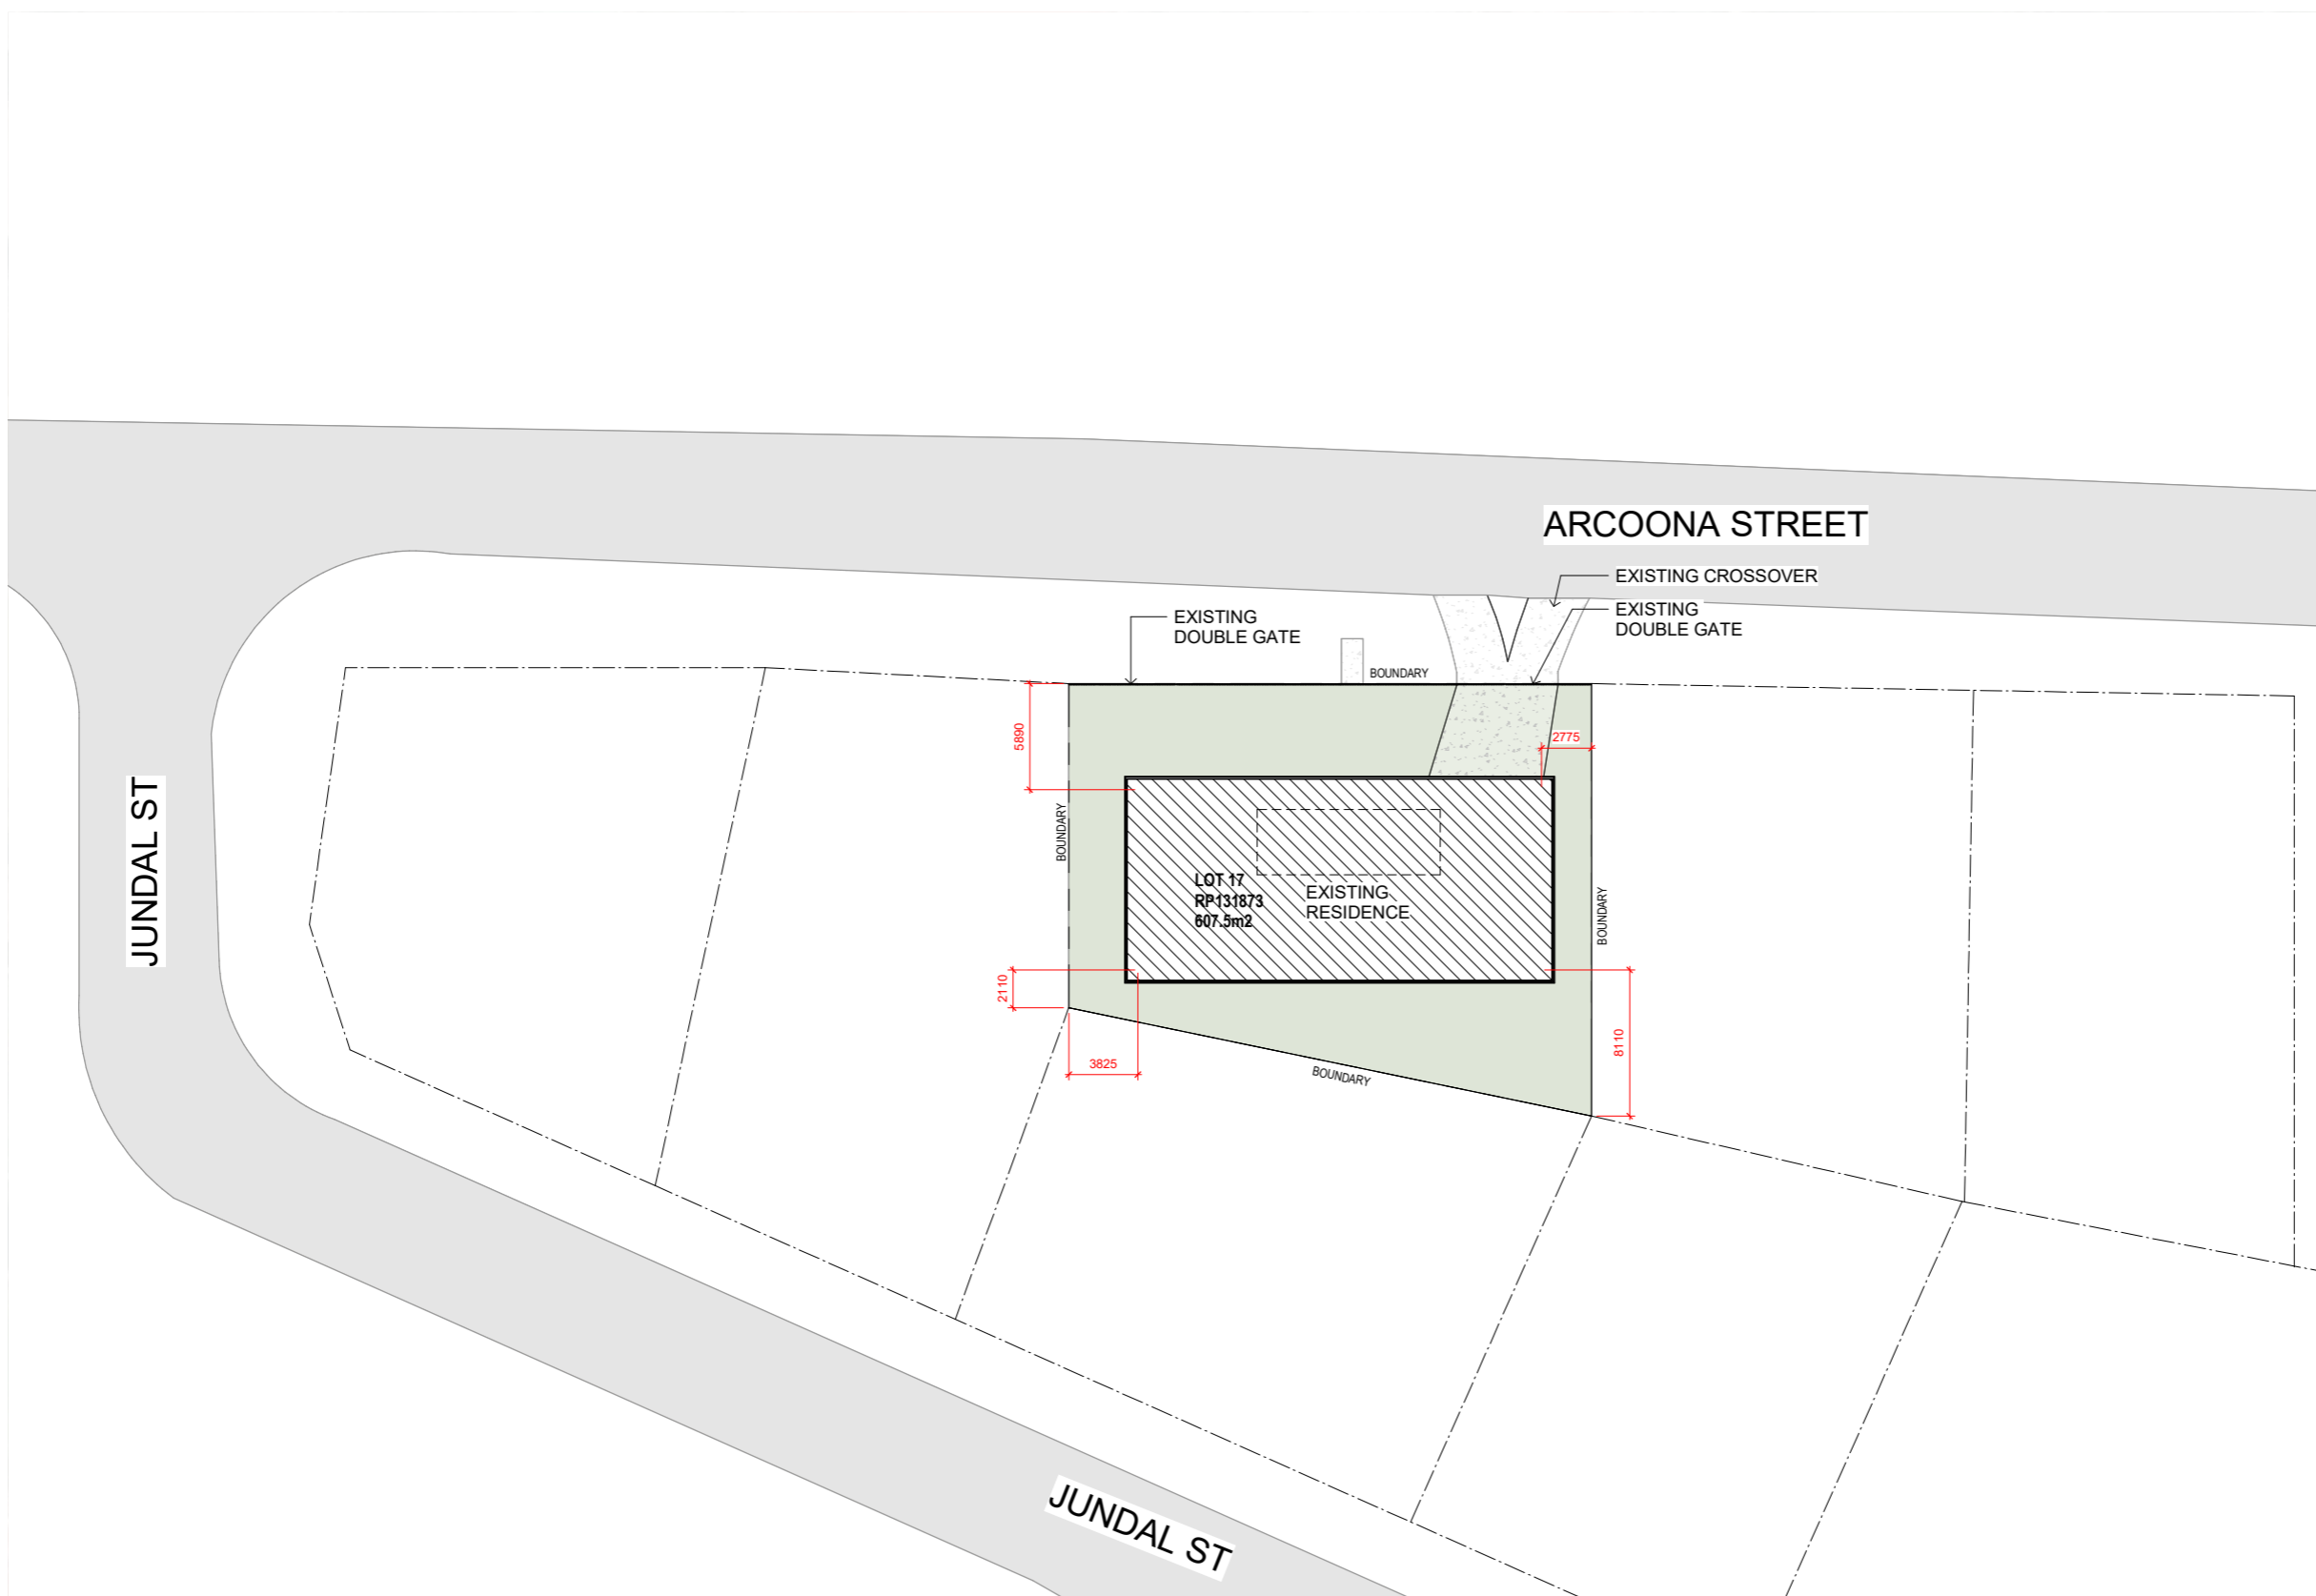 ARCOONA STREET
EXISTING CROSSOVER
EXISTING
DOUBLE GATE
EXISTING
DOUBLE GATE
BOUNDARY
5890
2775
BOUNDARY
JUNDAL ST
LOT 17
RP131873
607.5m2
EXISTING
RESIDENCE
BOUNDARY
2110
3825
8110
BOUNDARY
JUNDAL ST